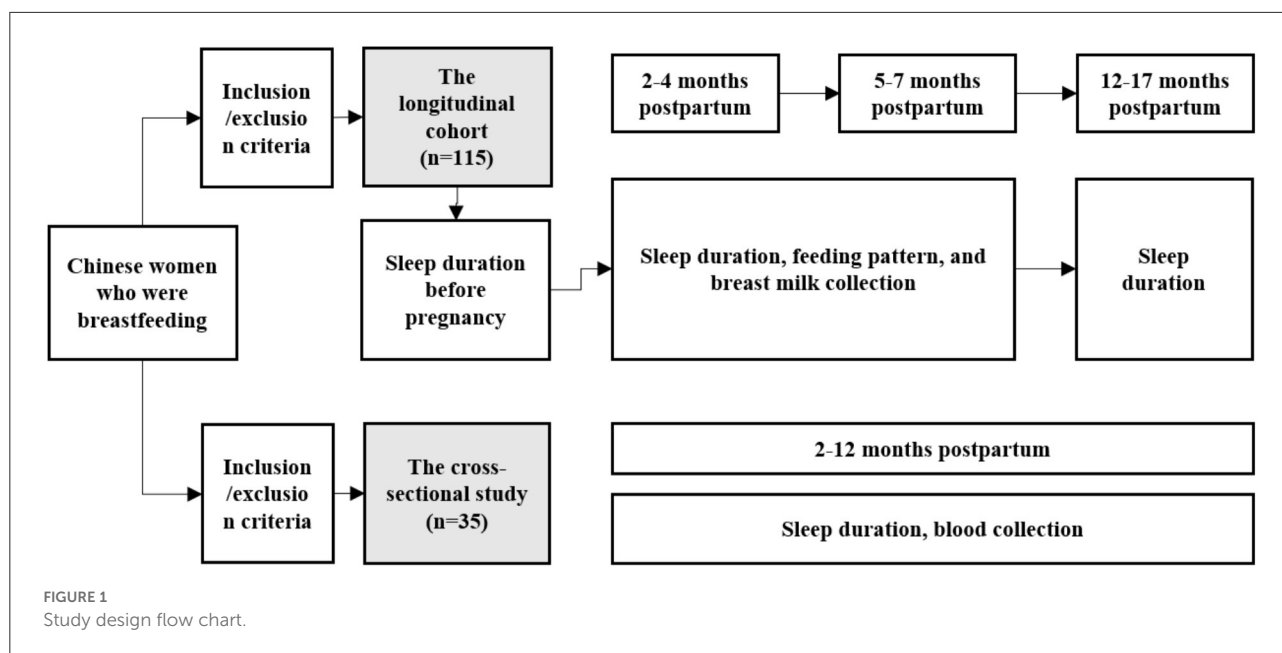 Inclusion
/exclusio
n criteria
The
longitudinal
cohort
(n=115)
2-4 months
postpartum
5-7 months
postpartum
12-17 months
postpartum
Chinese women
who were
breastfeeding
Sleep duration
before
pregnancy
Sleep duration, feeding pattern, and
breast milk collection
Sleep
duration
Inclusion
/exclusio
n criteria
The cross-
sectional study
(n=35)
2-12 months postpartum
Sleep duration, blood collection
FIGURE 1
Study design flow chart.